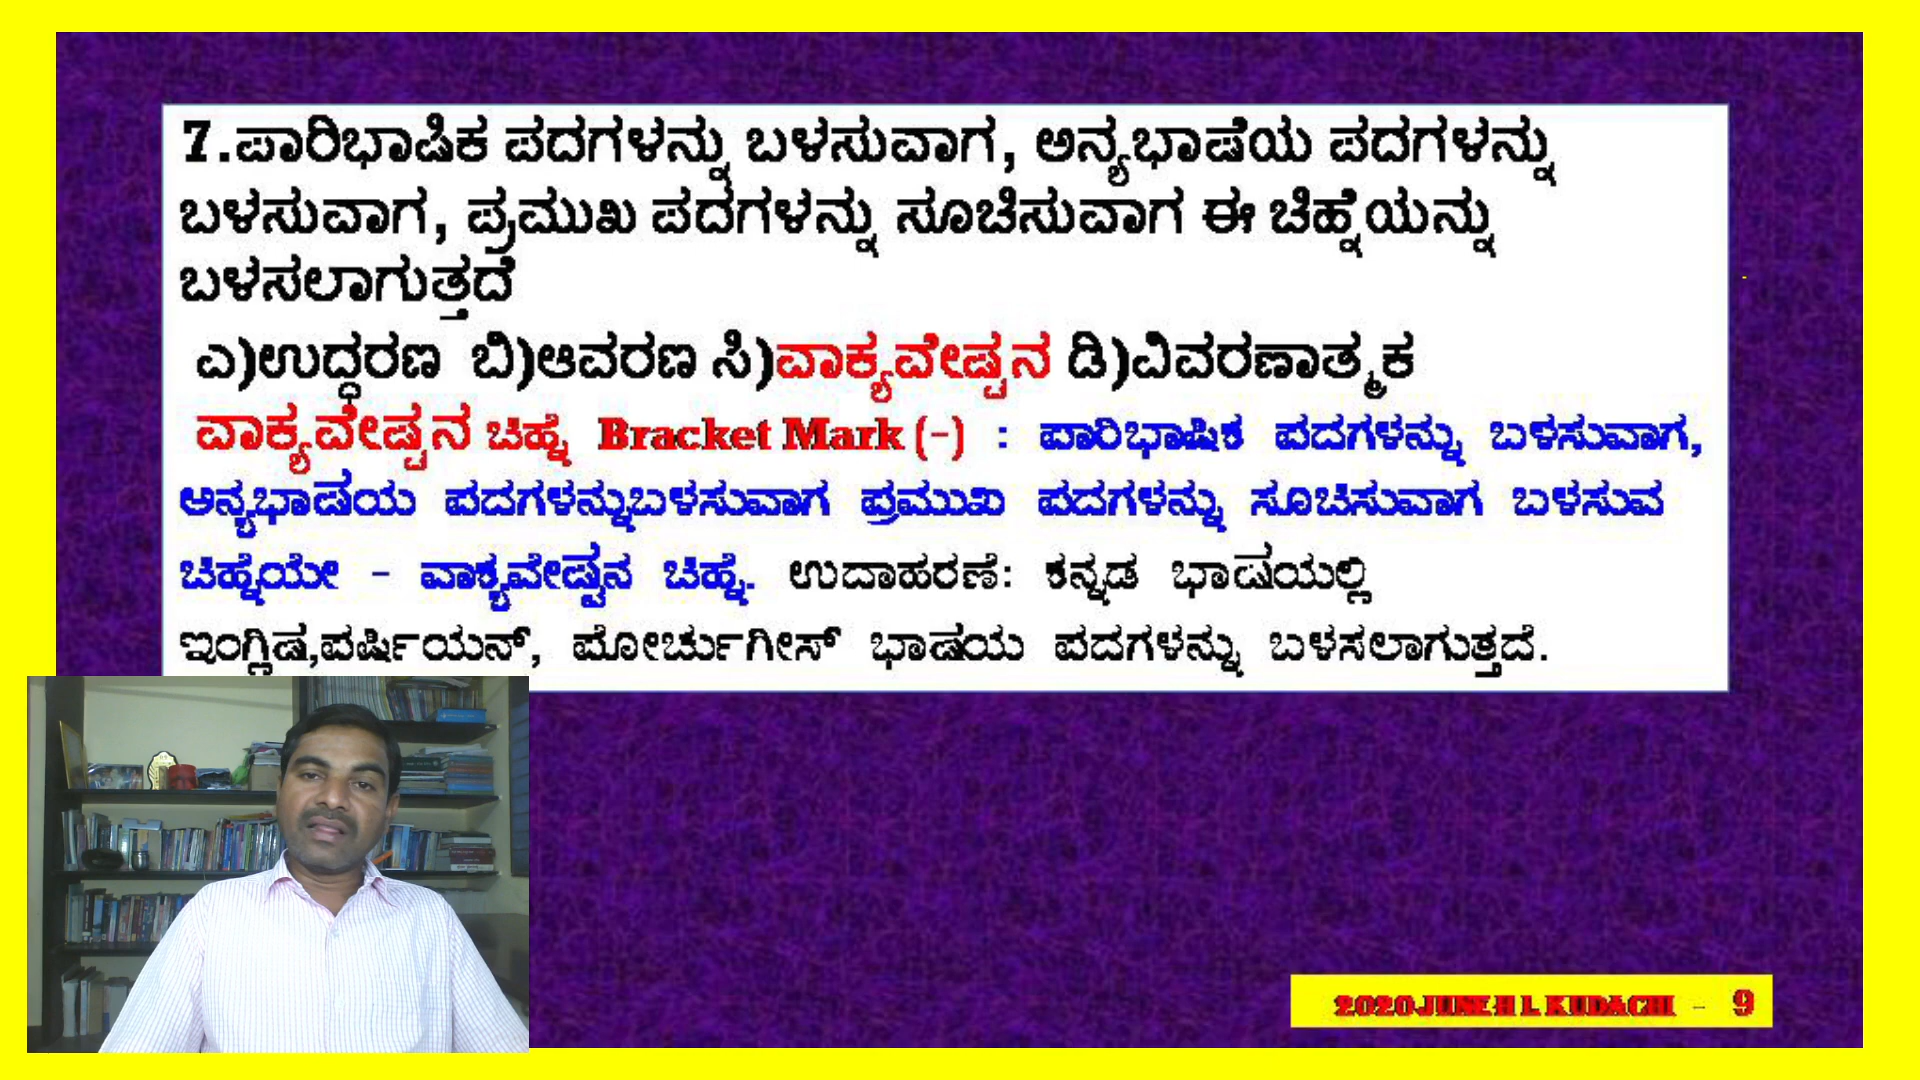 7.ಪಾರಿಭಾಷಿಕ ಪದಗಳನ್ನು ಬಳಸುವಾಗ, ಅನ್ಯಭಾಷೆಯ ಪದಗಳನ್ನು
ಬಳಸುವಾಗ, ಪ್ರಮುಖ ಪದಗಳನ್ನು ಸೂಚಿಸುವಾಗ ಈ ಚಿಹ್ನೆಯನ್ನು
ಬಳಸಲಾಗುತ್ತದೆ
ಎ)ಉದ್ಧರಣ ಬಿ)ಆವರಣ ಸಿ)ವಾಕ್ಯವೇಷ್ಟನ ಡಿ)ವಿವರಣಾತ್ಮಕ
ವಾಕ್ಯವೇಷ್ಟನ ಚಿಹ್ನೆ Bracket Mark (-) : ಪಾರಿಭಾಷಿಕ ಪದಗಳನ್ನು ಬಳಸುವಾಗ,
ಅನ್ಯಭಾಷೆಯ ಪದಗಳನ್ನುಬಳಸುವಾಗ ಪ್ರಮುಖ ಪದಗಳನ್ನು ಸೂಚಿಸುವಾಗ ಬಳಸುವ
ಚಿಹ್ನೆಯೇ - ವಾಕ್ಯವೇಷ್ಟನ ಚಿಹ್ನೆ. ಉದಾಹರಣೆ: ಕನ್ನಡ ಭಾಷೆಯಲ್ಲಿ
ಇಂಗ್ಲಿಷ,ಪರ್ಷಿಯನ್, ಪೋರ್ಚುಗೀಸ್ ಭಾಷೆಯ ಪದಗಳನ್ನು ಬಳಸಲಾಗುತ್ತದೆ.
2020JUNE H L KUDACHI - 9